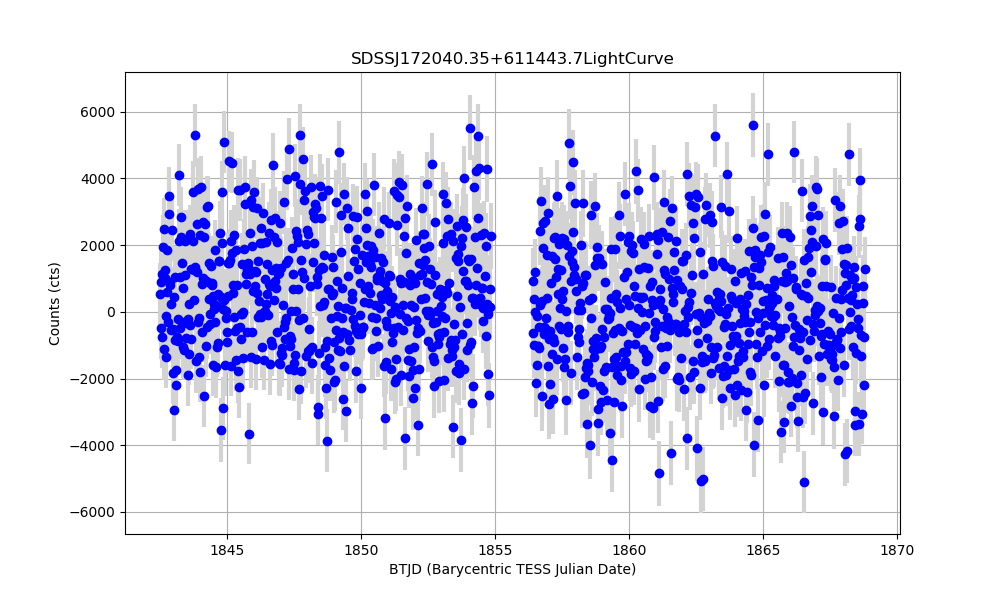 SDSSJ172040.35+611443.7LightCurve
6000
4000
2000
0
−2000
−4000
−6000
Counts (cts)
1845 1850 1855 1860 1865 1870
BTJD (Barycentric TESS Julian Date)